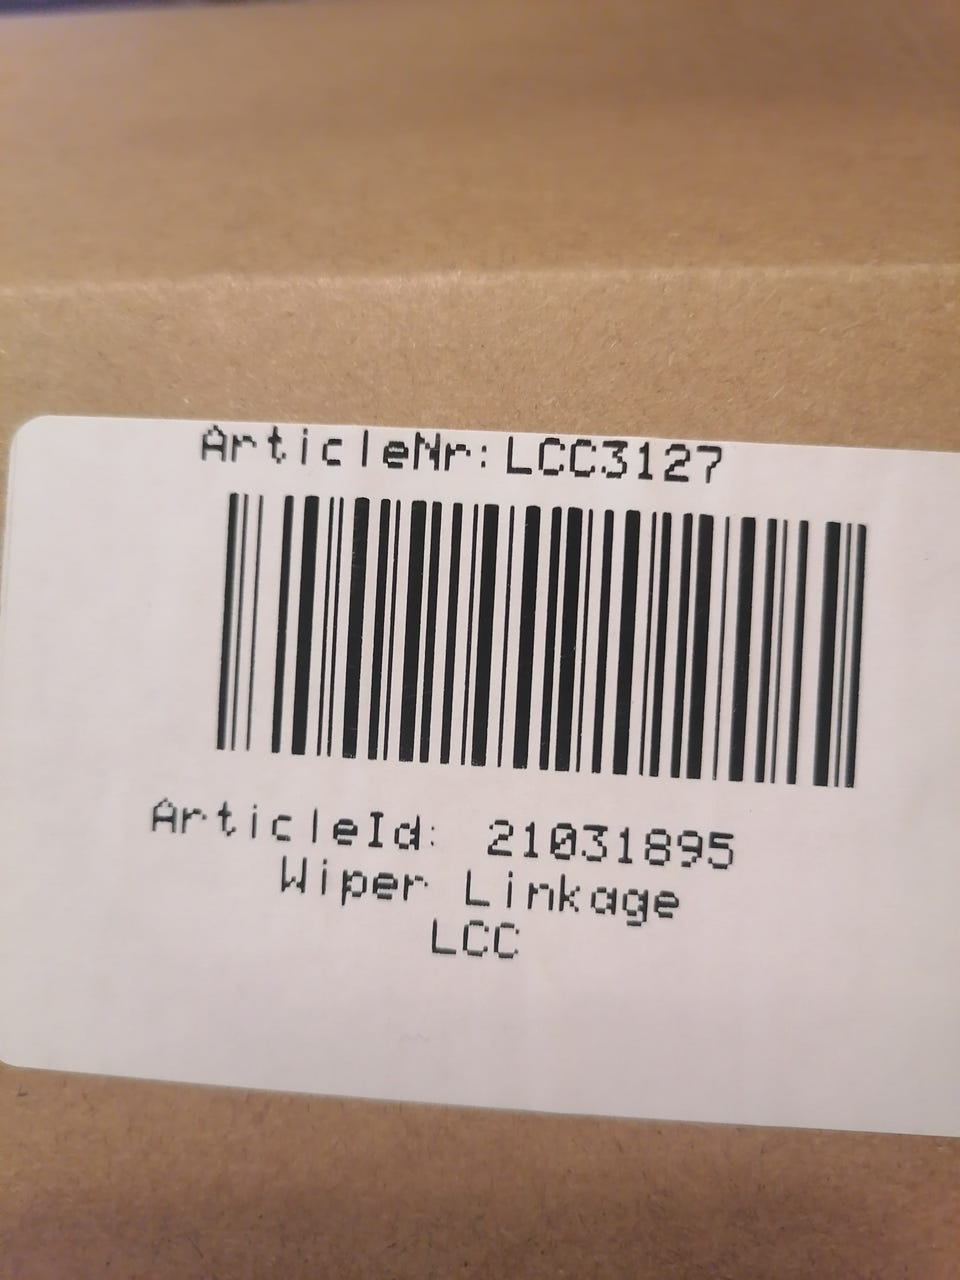 ArticleNr:LCC3127
ArticleId: 21031895
Wiper Linkage
LCC